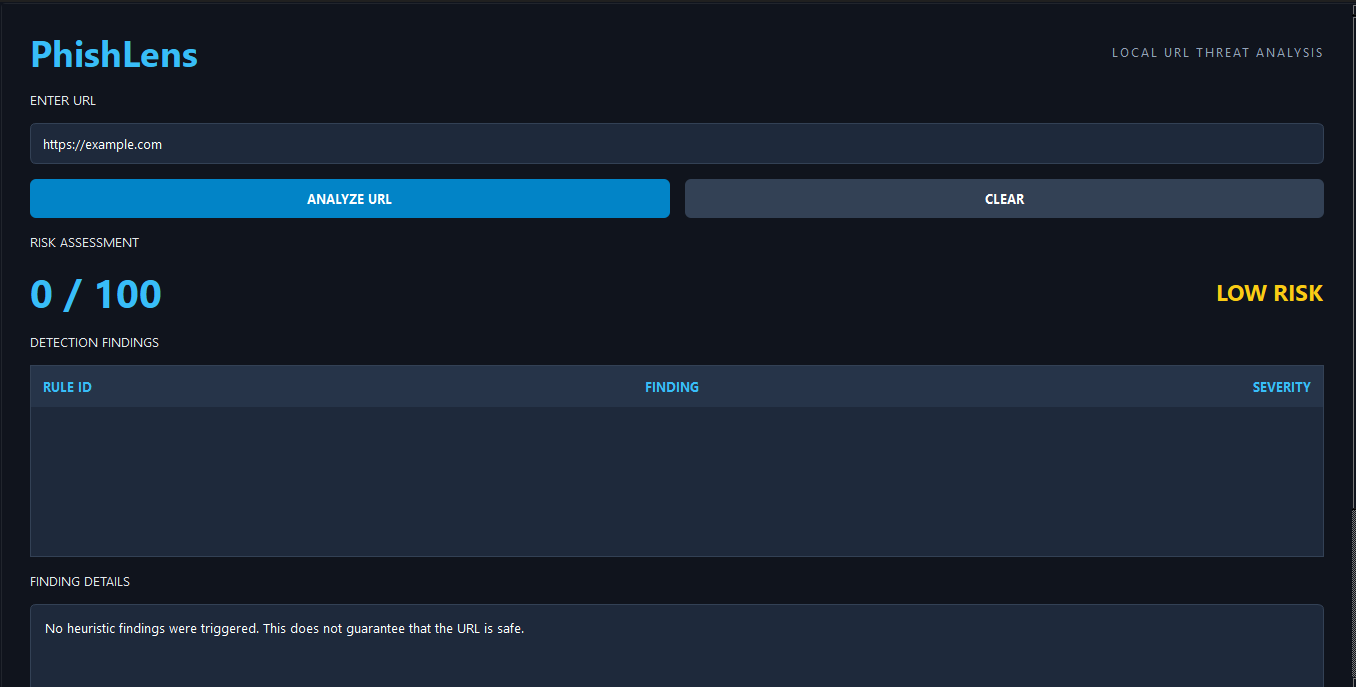 PhishLens
LOCAL URL THREAT ANALYSIS
ENTER URL
https://example.com
ANALYZE URL
CLEAR
RISK ASSESSMENT
0 / 100
LOW RISK
DETECTION FINDINGS
RULE ID
FINDING
SEVERITY
FINDING DETAILS
No heuristic findings were triggered. This does not guarantee that the URL is safe.